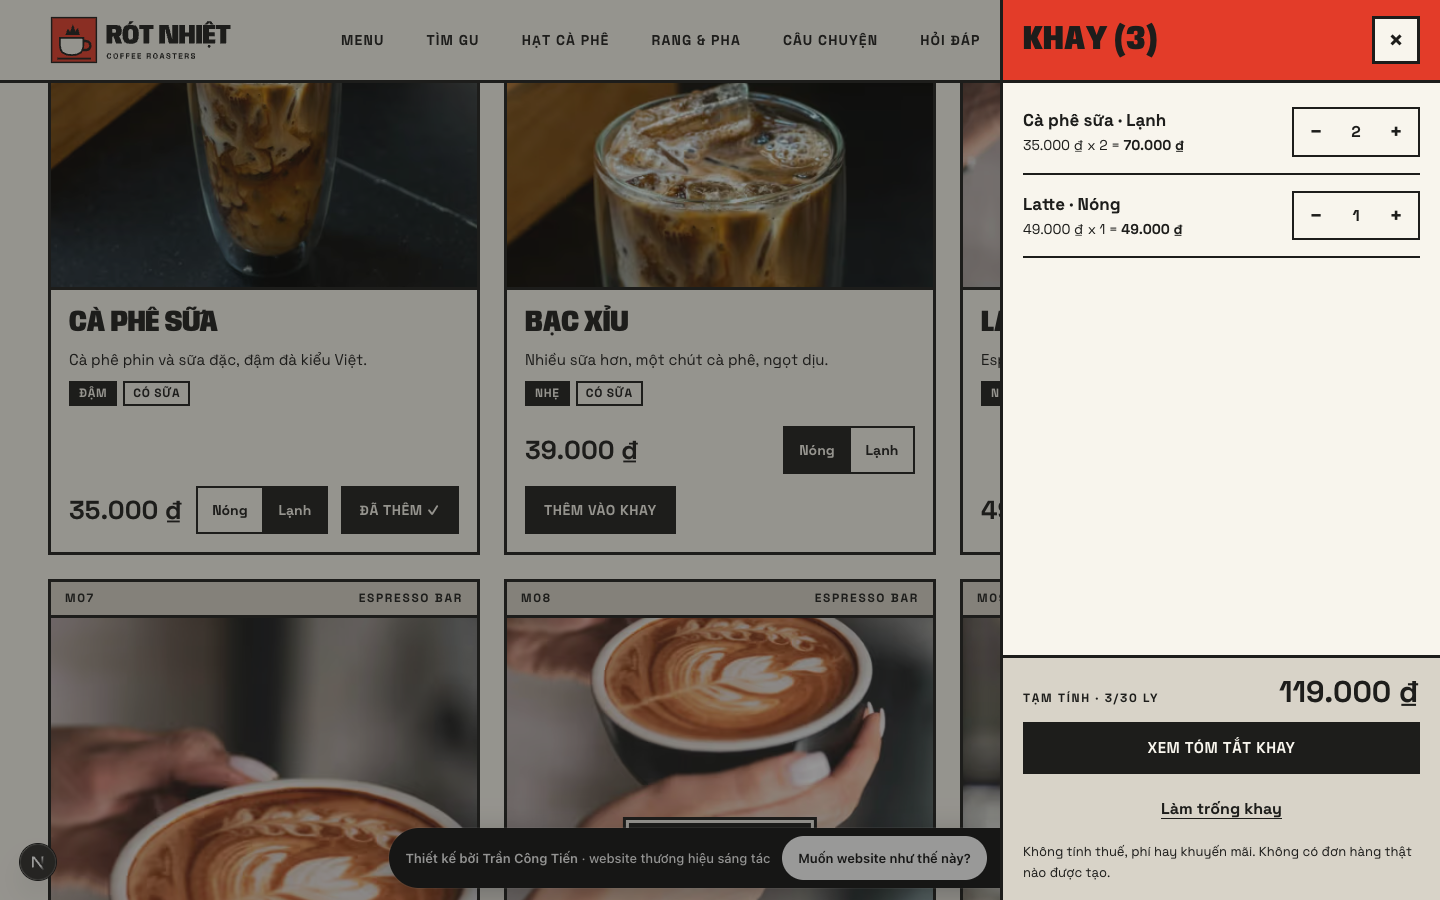 RÓT NHIỆT
COFFEE ROASTERS
MENU
TÌM GU
HẠT CÀ PHÊ
RANG & PHA
CÂU CHUYỆN
HỎI ĐÁP
KHAY (3)
×
Cà phê sữa · Lạnh
35.000 ₫ x 2 = 70.000 ₫
− 2 +
Latte · Nóng
49.000 ₫ x 1 = 49.000 ₫
− 1 +
CÀ PHÊ SỮA
Cà phê phin và sữa đặc, đậm đà kiểu Việt.
ĐẬM
CÓ SỮA
35.000 ₫
Nóng
Lạnh
ĐÃ THÊM ✓
BẠC XỈU
Nhiều sữa hơn, một chút cà phê, ngọt dịu.
NHẸ
CÓ SỮA
39.000 ₫
Nóng
Lạnh
THÊM VÀO KHAY
M07
ESPRESSO BAR
M08
ESPRESSO BAR
TẠM TÍNH · 3/30 LY
119.000 ₫
XEM TÓM TẮT KHAY
Làm trống khay
Không tính thuế, phí hay khuyến mãi. Không có đơn hàng thật
nào được tạo.
N
Thiết kế bởi Trần Công Tiến · website thương hiệu sáng tác
Muốn website như thế này?